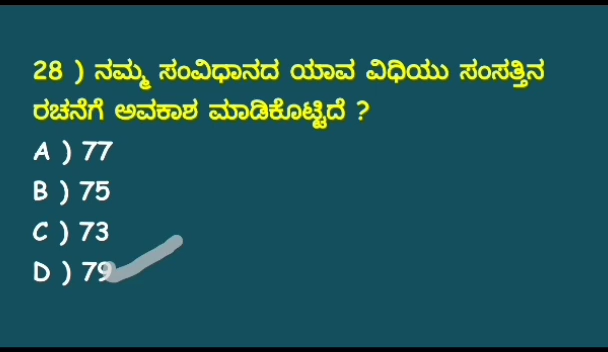 28 ) ನಮ್ಮ ಸಂವಿಧಾನದ ಯಾವ ವಿಧಿಯು ಸಂಸತ್ತಿನ
ರಚನೆಗೆ ಅವಕಾಶ ಮಾಡಿಕೊಟ್ಟಿದೆ ?
A ) 77
B ) 75
C ) 73
D ) 79